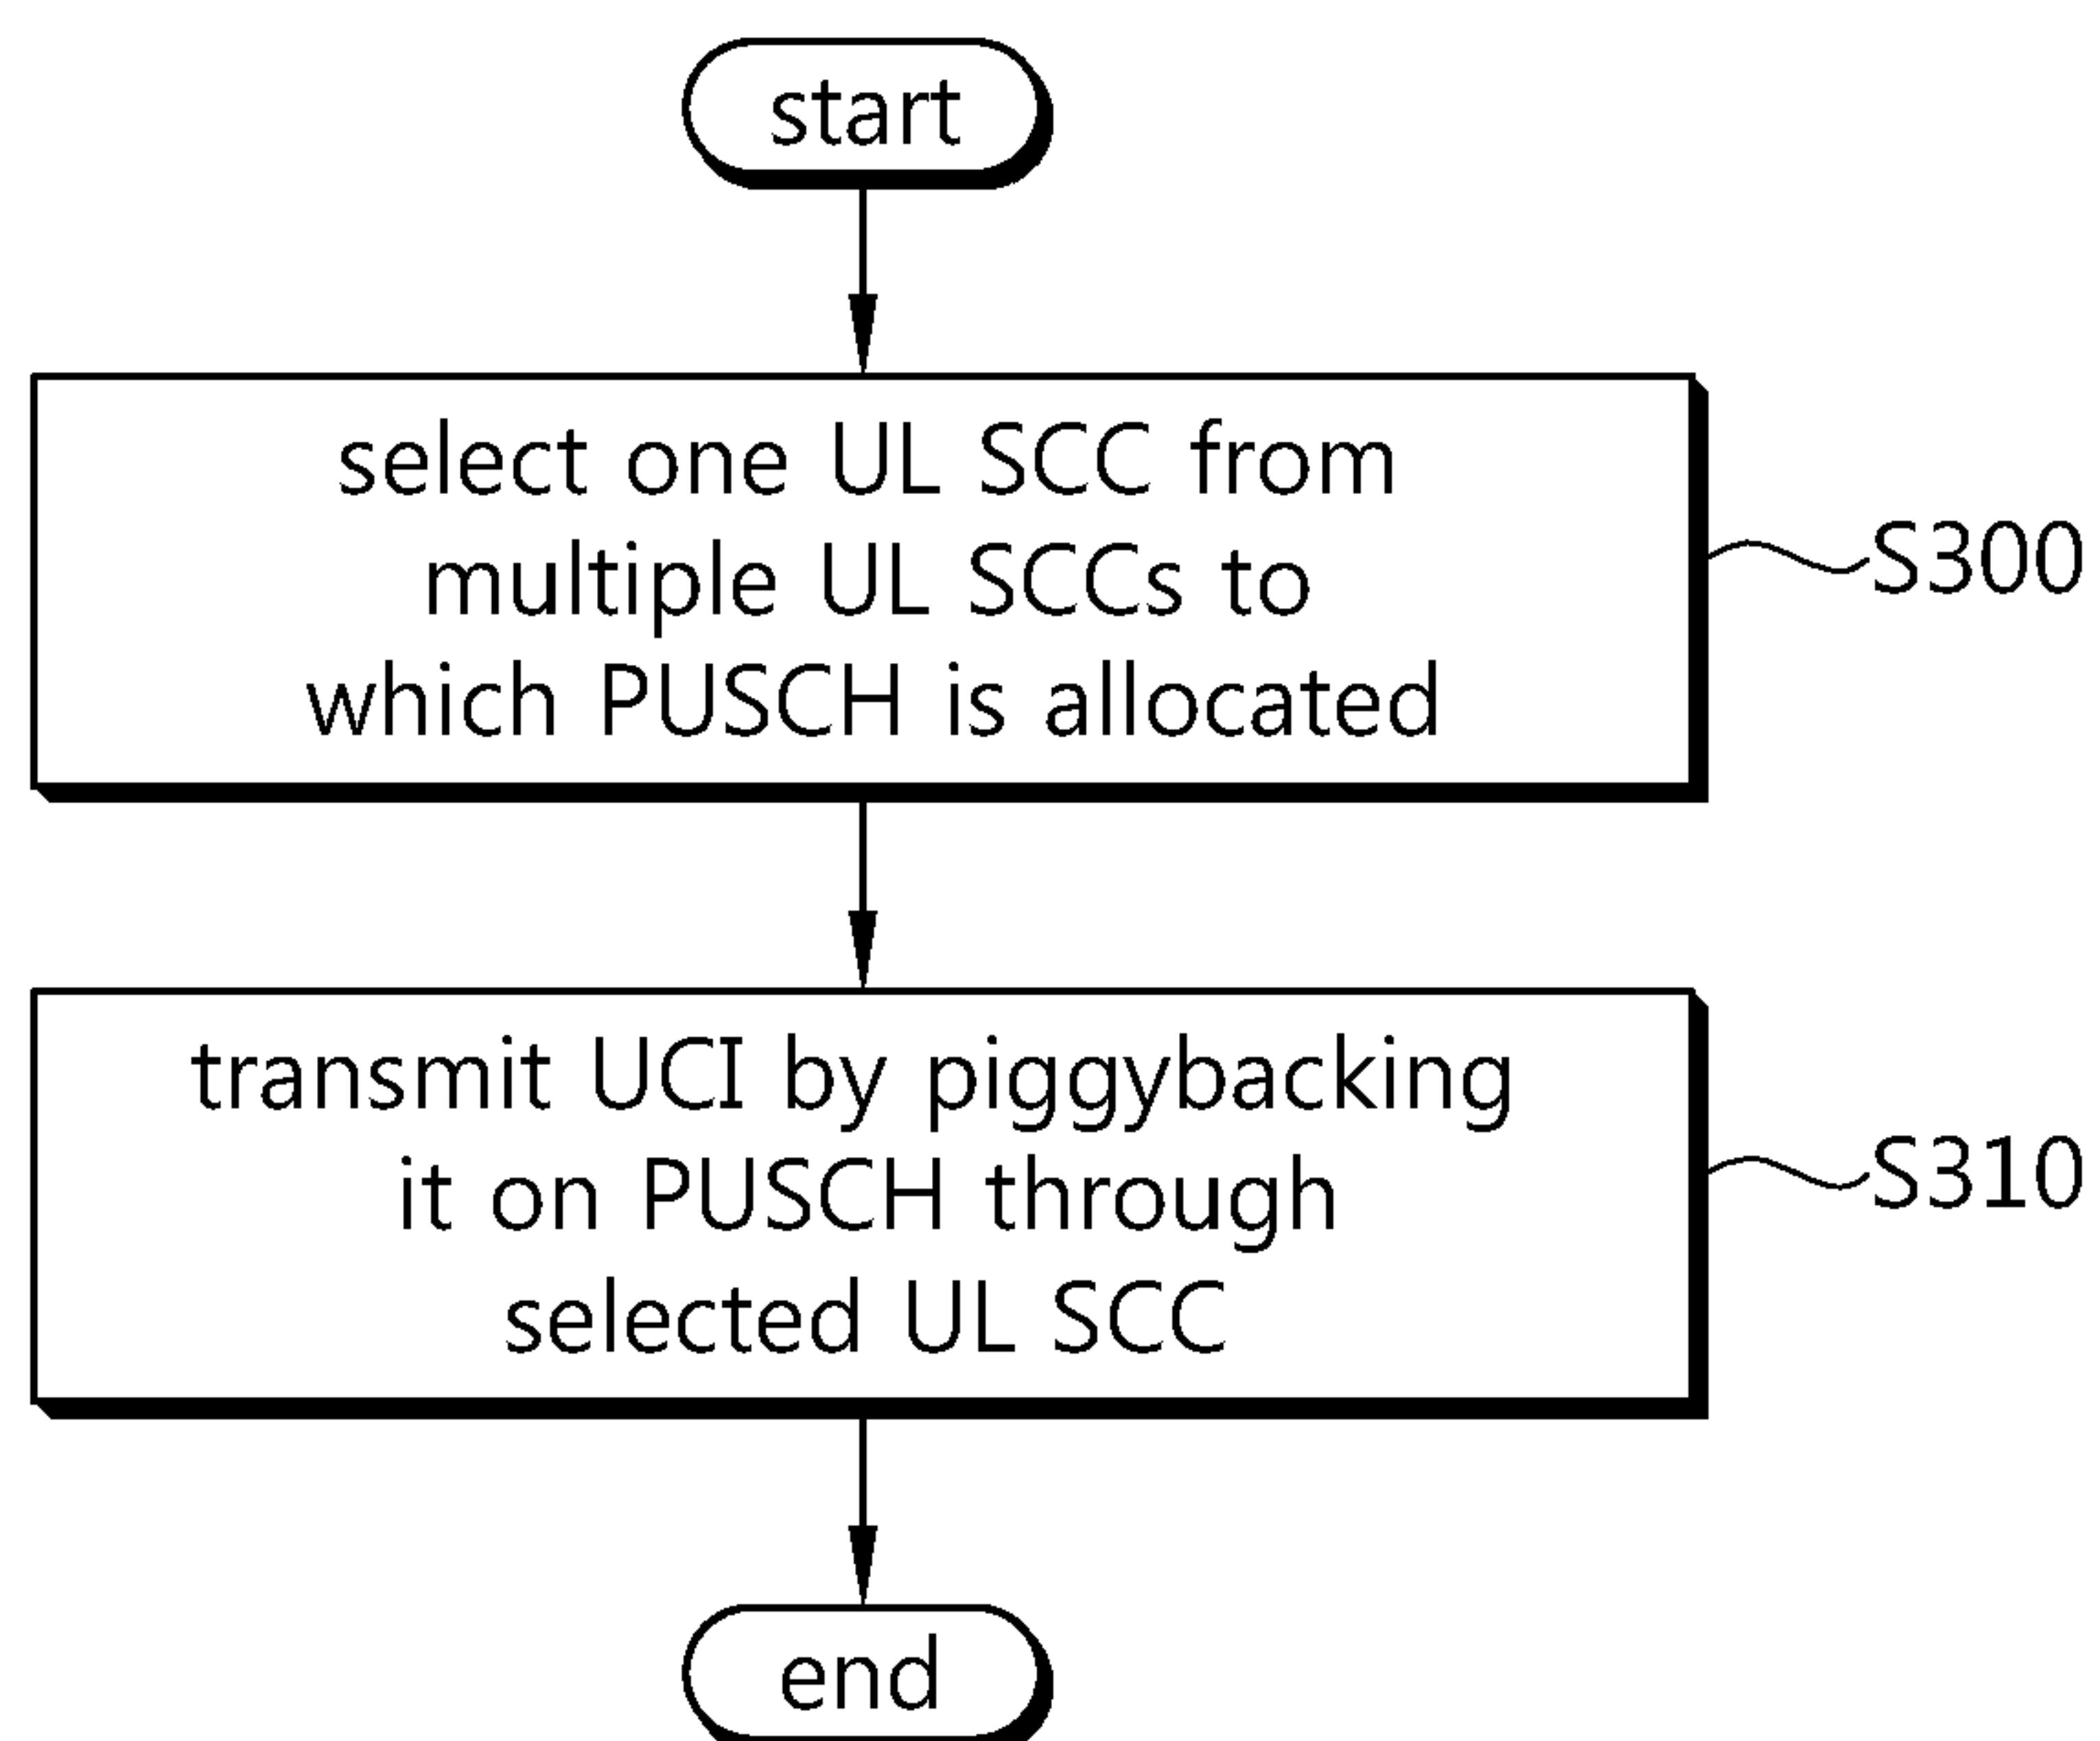 start
select one UL SCC from
multiple UL SCCs to
which PUSCH is allocated
S300
transmit UCI by piggybacking
it on PUSCH through
selected UL SCC
S310
end